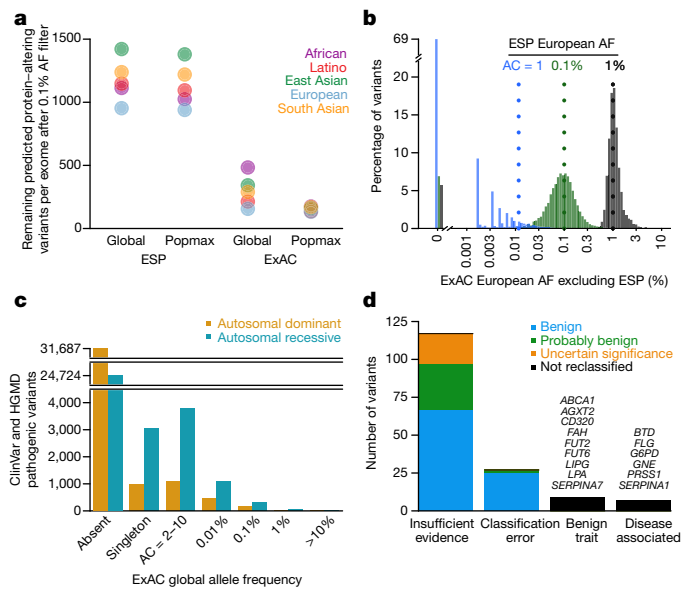 a
Remaining predicted protein–altering
variants per exome after 0.1% AF filter
1500
1000
500
0
African
Latino
East Asian
European
South Asian
Global
Popmax
Global
Popmax
ESP
ExAC
b
ESP European AF
AC = 1
0.1%
1%
Percentage of variants
69
20
15
10
5
0
0
0.001
0.003
0.01
0.03
0.1
0.3
1
3
10
ExAC European AF excluding ESP (%)
c
Autosomal dominant
Autosomal recessive
ClinVar and HGMD
pathogenic variants
31,687
24,724
4,000
3,000
2,000
1,000
0
Absent
Singleton
AC = 2–10
0.01%
0.1%
1%
>10%
ExAC global allele frequency
d
Benign
Probably benign
Uncertain significance
Not reclassified
Number of variants
125
100
75
50
25
0
ABCA1
AGXT2
CD320
FAH
FUT2
FUT6
LIPG
LPA
SERPINA7
BTD
FLG
G6PD
GNE
PRSS1
SERPINA1
Insufficient
evidence
Classification
error
Benign
trait
Disease
associated